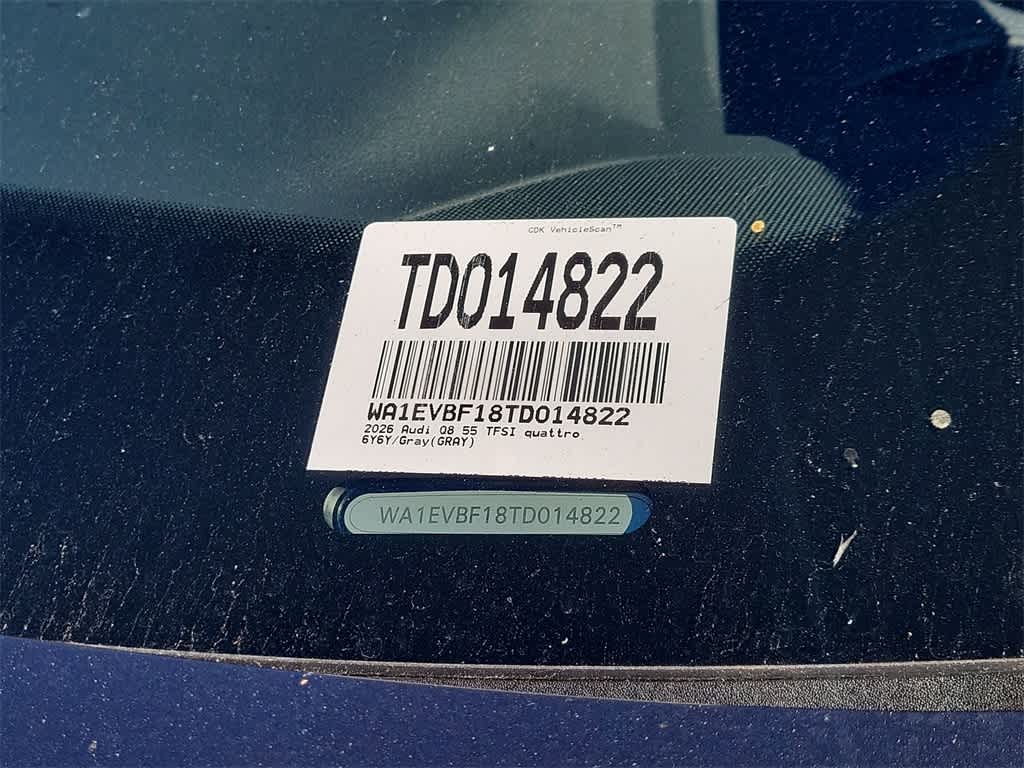 CDK VehicleScan™
TD014822
WA1EVBF18TD014822
2026 Audi Q8 55 TFSI quattro
6Y6Y/Gray(GRAY)
WA1EVBF18TD014822